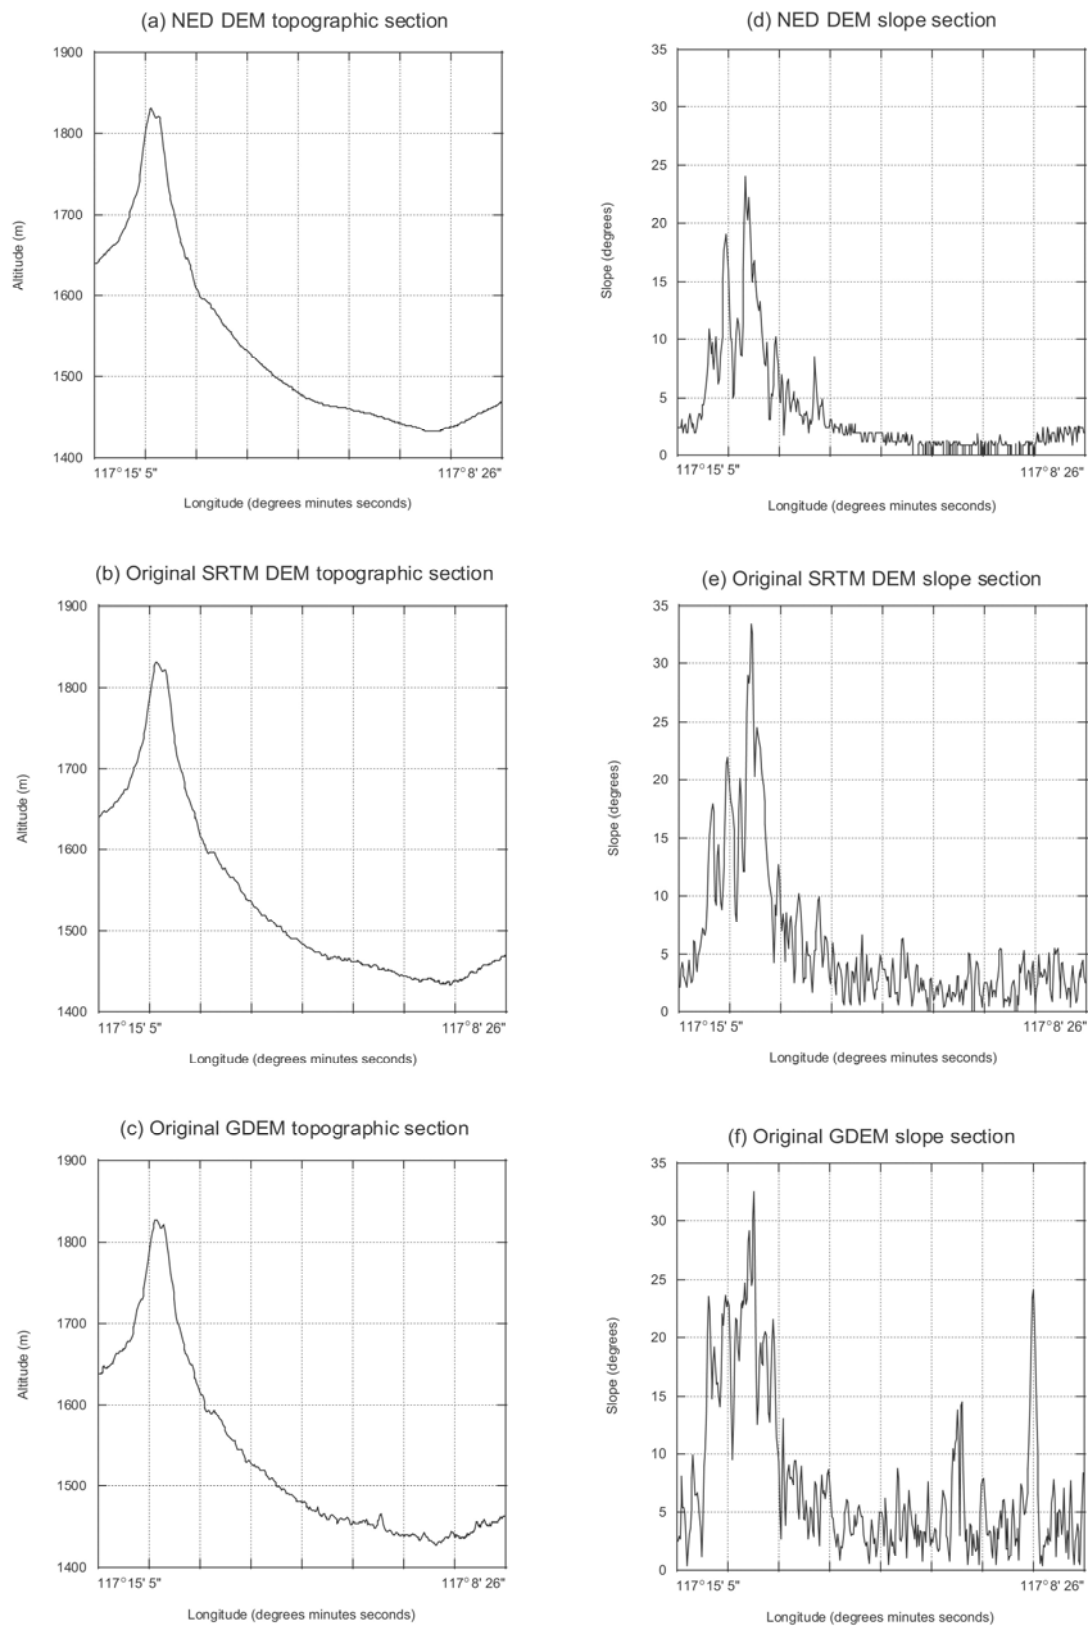 (a) NED DEM topographic section
1900
1800
1700
1600
1500
1400
Altitude (m)
117° 15' 5"
117° 8' 26"
Longitude (degrees minutes seconds)
(d) NED DEM slope section
35
30
25
20
15
10
5
0
Slope (degrees)
117° 15' 5"
117° 8' 26"
Longitude (degrees minutes seconds)
(b) Original SRTM DEM topographic section
1900
1800
1700
1600
1500
1400
Altitude (m)
117° 15' 5"
117° 8' 26"
Longitude (degrees minutes seconds)
(e) Original SRTM DEM slope section
35
30
25
20
15
10
5
0
Slope (degrees)
117° 15' 5"
117° 8' 26"
Longitude (degrees minutes seconds)
(c) Original GDEM topographic section
1900
1800
1700
1600
1500
1400
Altitude (m)
117° 15' 5"
117° 8' 26"
Longitude (degrees minutes seconds)
(f) Original GDEM slope section
35
30
25
20
15
10
5
0
Slope (degrees)
117° 15' 5"
117° 8' 26"
Longitude (degrees minutes seconds)